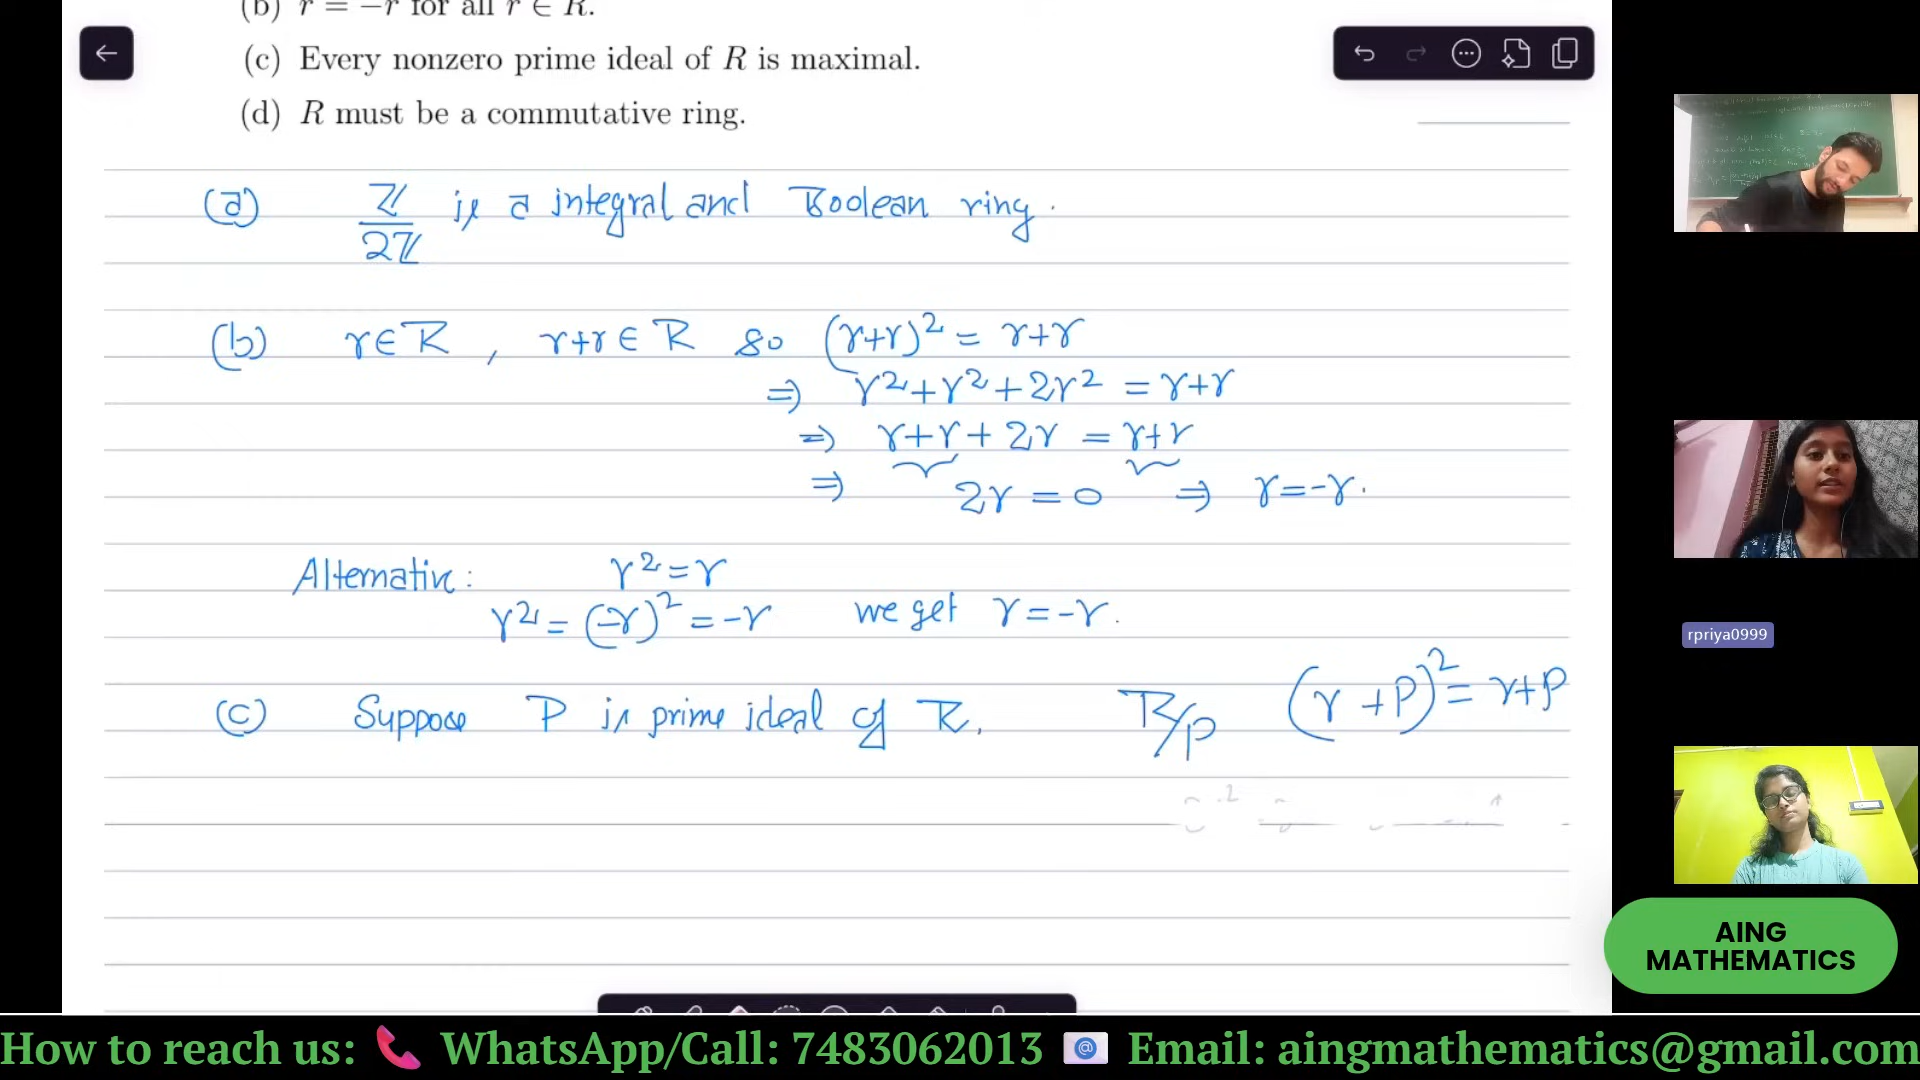 (b) r = −r for all r ∈ R.
(c) Every nonzero prime ideal of R is maximal.
(d) R must be a commutative ring.
(a) ℤ/2ℤ is a integral and Boolean ring.
(b) r∈R, r+r∈R so (r+r)² = r+r
⇒ r²+r²+2r² = r+r
⇒ r+r+2r = r+r
⇒ 2r = 0 ⇒ r=-r.
Alternative: r²=r
r² = (-r)² = -r we get r=-r.
(c) Suppose P is prime ideal of R. R/P (r+P)² = r+P
rpriya0999
AING
MATHEMATICS
How to reach us: 📞 WhatsApp/Call: 7483062013 📧 Email: aingmathematics@gmail.com